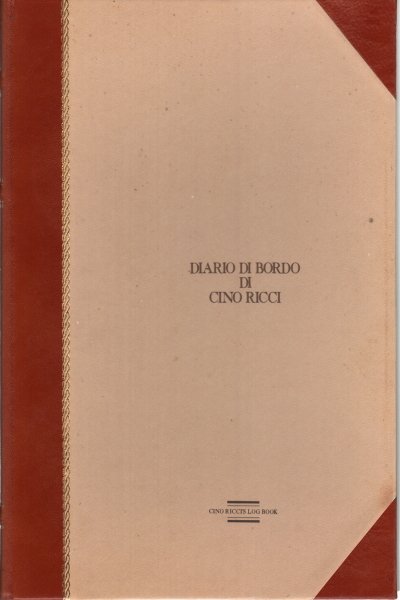 DIARIO DI BORDO
DI
CINO RICCI
CINO RICCI'S LOG BOOK